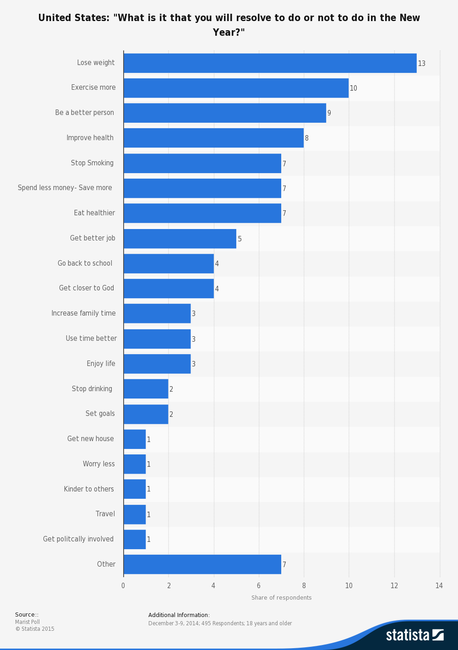 United States: "What is it that you will resolve to do or not to do in the New
Year?"
Lose weight 13
Exercise more 10
Be a better person 9
Improve health 8
Stop Smoking 7
Spend less money- Save more 7
Eat healthier 7
Get better job 5
Go back to school 4
Get closer to God 4
Increase family time 3
Use time better 3
Enjoy life 3
Stop drinking 2
Set goals 2
Get new house 1
Worry less 1
Kinder to others 1
Travel 1
Get politcally involved 1
Other 7
0 2 4 6 8 10 12 14
Share of respondents
Source::
Marist Poll
© Statista 2015
Additional Information:
December 3-9, 2014; 495 Respondents; 18 years and older
statista